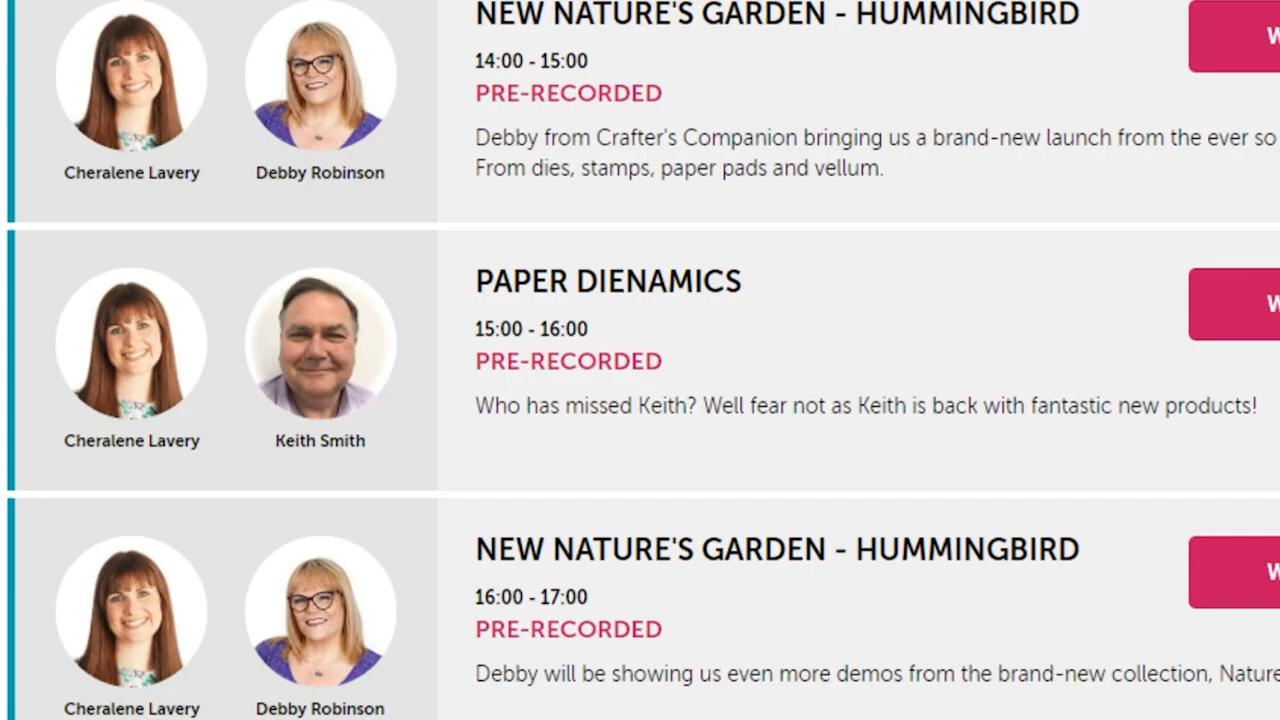 NEW NATURE'S GARDEN - HUMMINGBIRD
14:00 - 15:00
PRE-RECORDED
Debby from Crafter's Companion bringing us a brand-new launch from the ever so
From dies, stamps, paper pads and vellum.
Cheralene Lavery
Debby Robinson
PAPER DIENAMICS
15:00 - 16:00
PRE-RECORDED
Who has missed Keith? Well fear not as Keith is back with fantastic new products!
Cheralene Lavery
Keith Smith
NEW NATURE'S GARDEN - HUMMINGBIRD
16:00 - 17:00
PRE-RECORDED
Debby will be showing us even more demos from the brand-new collection, Nature
Cheralene Lavery
Debby Robinson